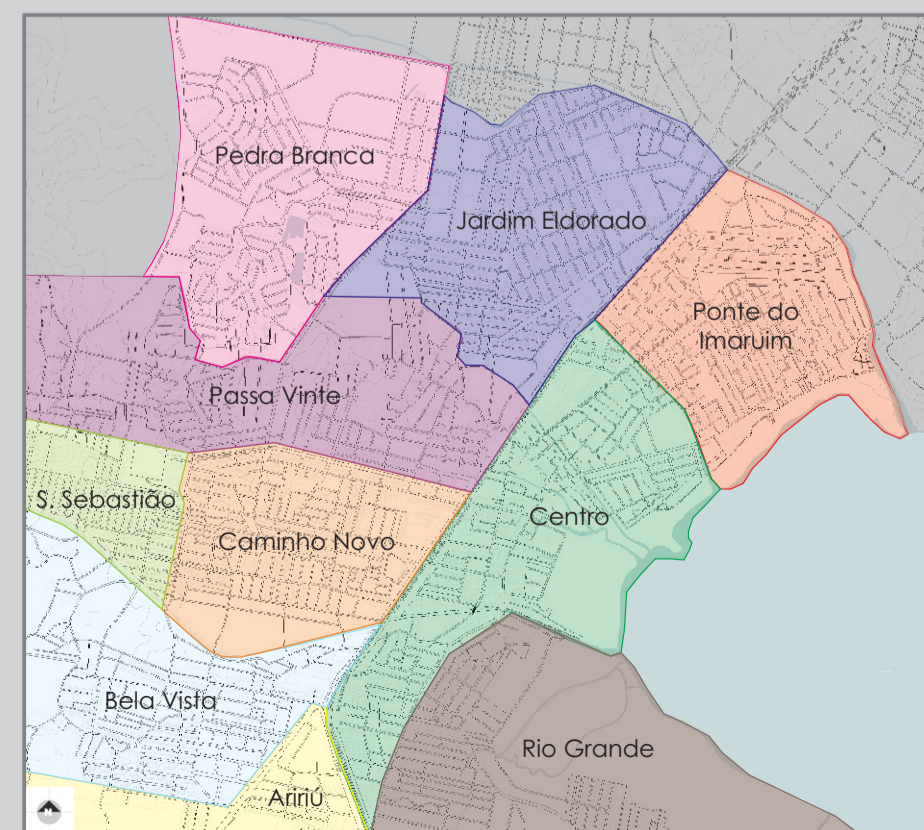 Pedra Branca
Jardim Eldorado
Ponte do
Imaruim
Passa Vinte
S. Sebastião
Caminho Novo
Centro
Bela Vista
Rio Grande
Aririú
N